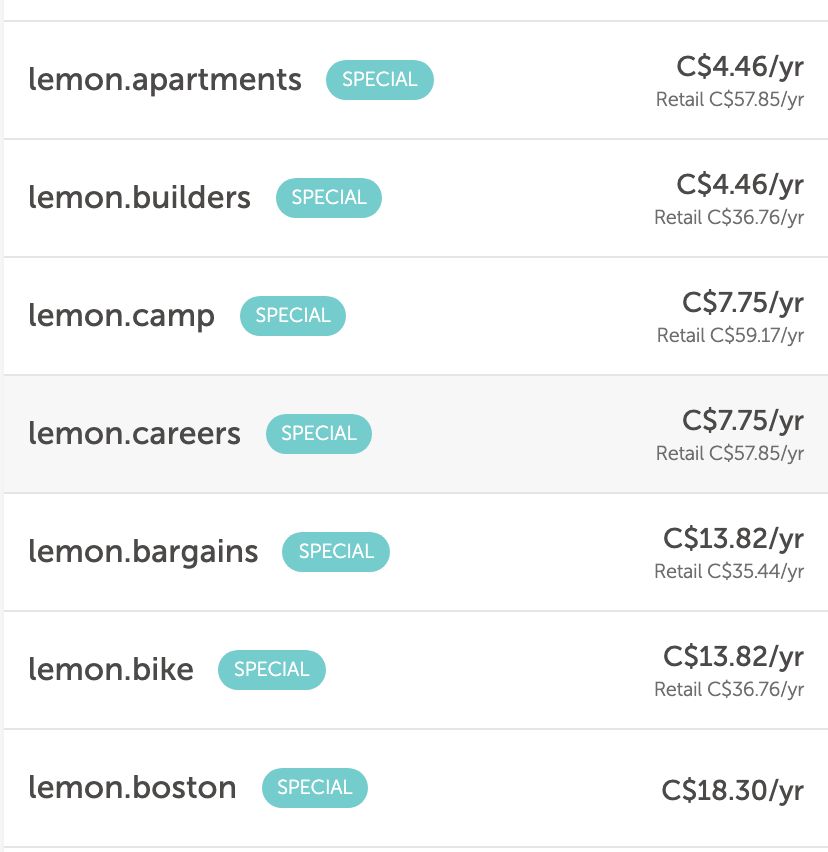 lemon.apartments SPECIAL C$4.46/yr
Retail C$57.85/yr
lemon.builders SPECIAL C$4.46/yr
Retail C$36.76/yr
lemon.camp SPECIAL C$7.75/yr
Retail C$59.17/yr
lemon.careers SPECIAL C$7.75/yr
Retail C$57.85/yr
lemon.bargains SPECIAL C$13.82/yr
Retail C$35.44/yr
lemon.bike SPECIAL C$13.82/yr
Retail C$36.76/yr
lemon.boston SPECIAL C$18.30/yr